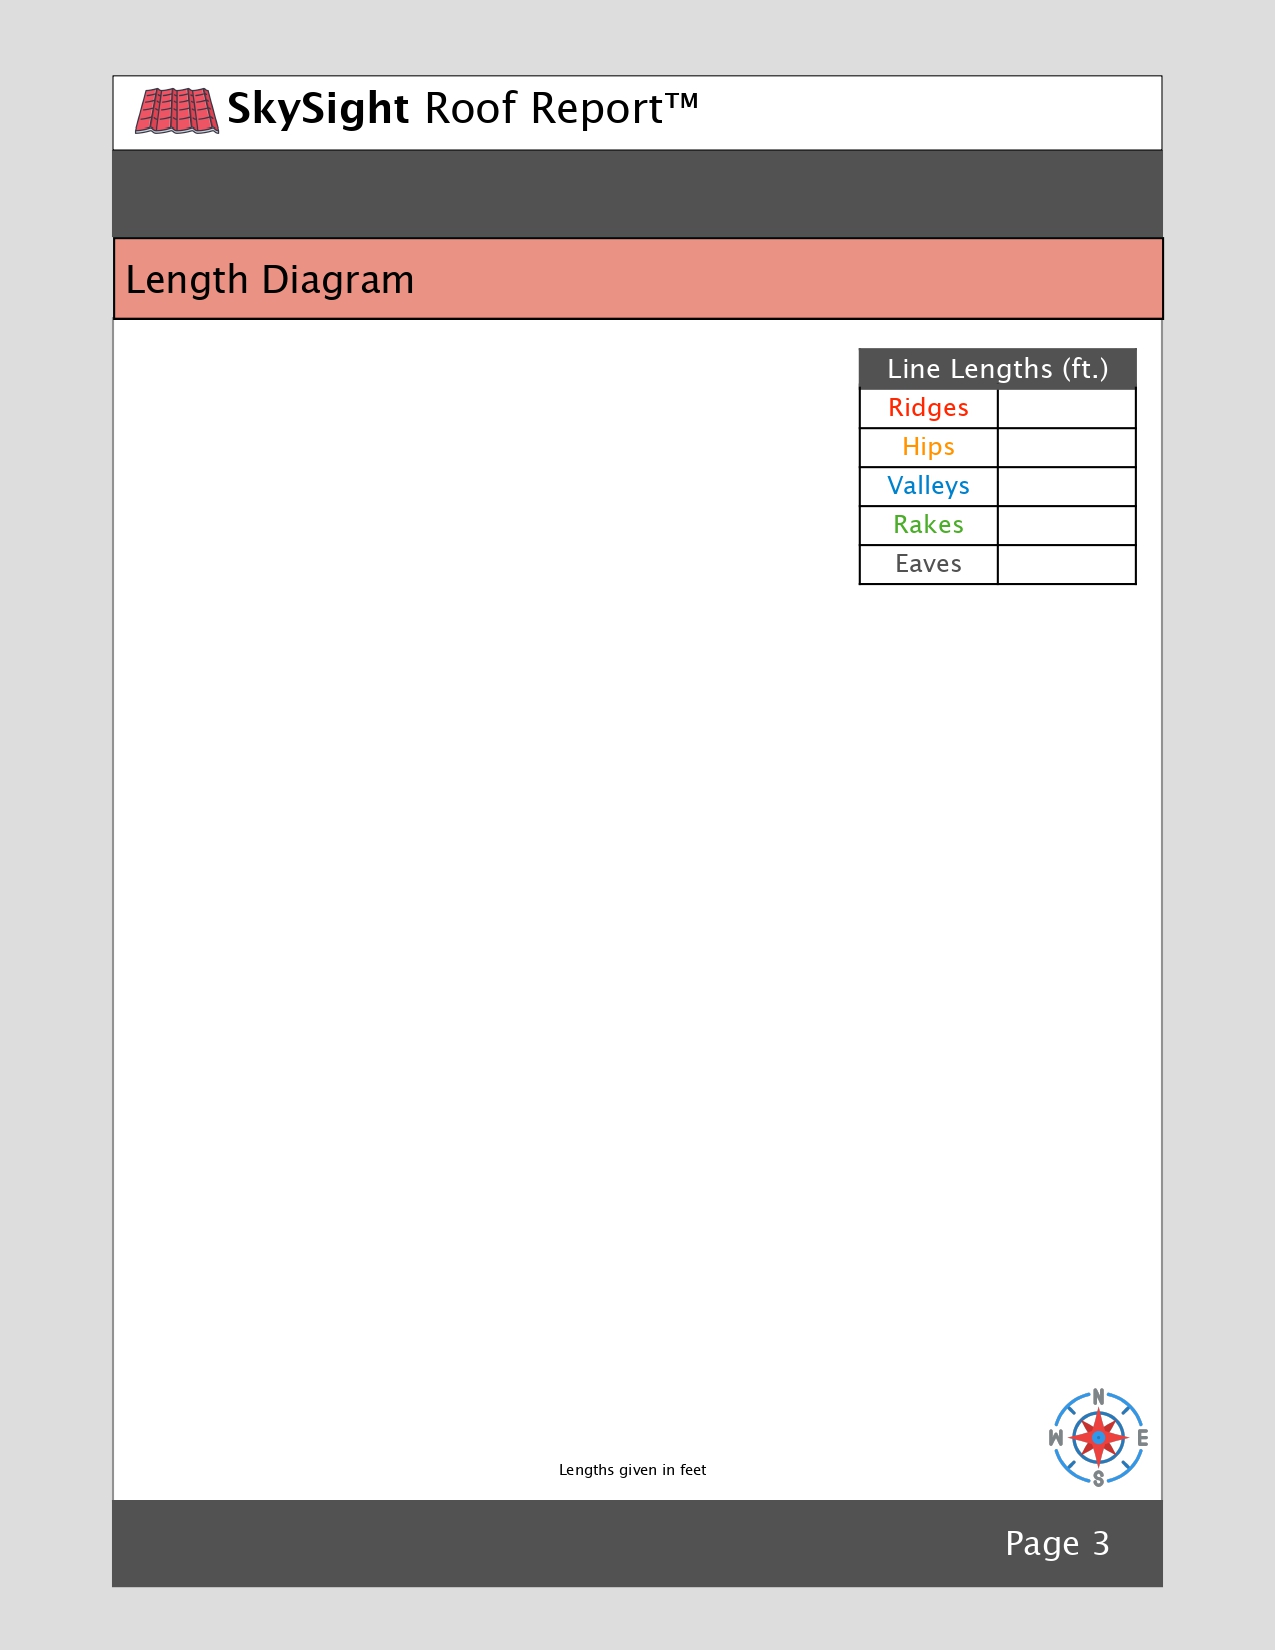 SkySight Roof Report™
Length Diagram
Line Lengths (ft.)
Ridges
Hips
Valleys
Rakes
Eaves
N
W E
S
Lengths given in feet
Page 3